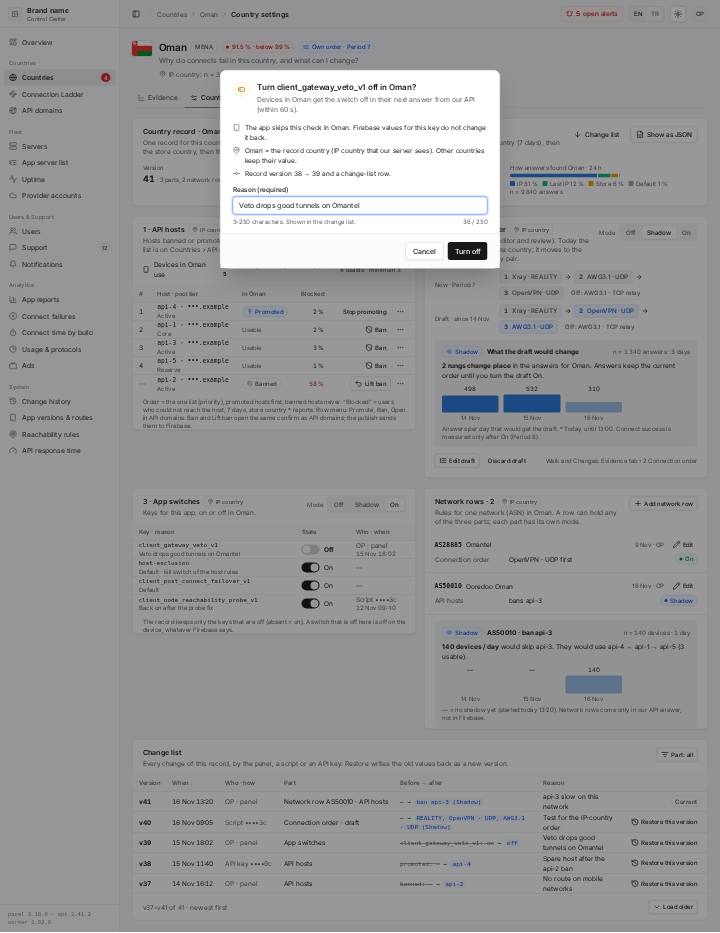 Brand name
Control Center
Overview
Countries
Countries
4
Connection Ladder
API domains
Fleet
Servers
App server list
Uptime
Provider accounts
Users & Support
Users
Support
12
Notifications
Analytics
App reports
Connect failures
Connect time by build
Usage & protocols
Ads
System
Change history
App versions & routes
Reachability rules
API response time
Countries
Oman
Country settings
5 open alerts
EN TR
OP
Oman
MENA
91.5 % · below 99 %
Own order · Period 7
Why do connects fail in this country, and what can I change?
IP country: n = 3
Evidence
Turn client_gateway_veto_v1 off in Oman?
Devices in Oman get the switch off in their next answer from our API
(within 60 s).
The app skips this check in Oman. Firebase values for this key do not change
it back.
Oman = the record country (IP country that our server sees). Other countries
keep their value.
Record version 38 → 39 and a change-list row.
Reason (required)
Veto drops good tunnels on Omantel
3–250 characters. Shown in the change list.
36 / 250
Cancel
Turn off
Country record · Oman
Version
41 · 3 parts, 2 network ro
Change list
Show as JSON
How answers found Oman · 24 h
IP 81 %
Last IP 12 %
Store 6 %
Default 1 %
n = 9 840 answers
1 · API hosts
Devices in Oman
use
5
# Host · pool tier In Oman Blocked
1 api-4 · •••.example Promoted 2 % Stop promoting
Active
2 api-1 · •••.example Usable 2 % Ban
Core
3 api-3 · •••.example Usable 3 % Ban
Active
4 api-5 · •••.example Usable 1 % Ban
Reserve
— api-2 · •••.example Banned 58 % Lift ban
Active
Order = the one list (priority), promoted hosts first, banned hosts never. "Blocked" = users
who could not reach the host, 7 days, store country * reports. Row menu: Promote, Ban, Open
in API domains. Ban and Lift ban open the same confirm as API domains: it publishes
them to Firebase.
IP country
Mode Off Shadow On
Now · Period 7
1 Xray · REALITY → 2 AWG3.1 · UDP →
3 OpenVPN · UDP Off: AWG3.1 · TCP relay
Draft · since 14 Nov
1 Xray · REALITY → 2 OpenVPN · UDP →
3 AWG3.1 · UDP Off: AWG3.1 · TCP relay
Shadow What the draft would change n = 1 340 answers · 3 days
2 rungs change place in the answers for Oman. Answers keep the current
order until you turn the draft On.
498 532 310
14 Nov 15 Nov 16 Nov
Answers per day that would get the draft. * Today, until 13:00. Connect success is
measured only after On (Period 8).
Edit draft
Discard draft
Walk and Changes: Evidence tab › 2 Connection order
3 · App switches
IP country ·
Mode Off Shadow On
Keys for this app, on or off in Oman.
Key · reason State Who · when
client_gateway_veto_v1 Off OP · panel
Veto drops good tunnels on Omantel 15 Nov 18:02
host-exclusion On —
Default · kill switch of the host rules
client_post_connect_failover_v1 On —
Default
client_node_reachability_probe_v1 On Script ••••3c
Back on after the probe fix 12 Nov 09:40
The record keeps only the keys that are off (absent = on). A switch that is off here is off on the
device, whatever Firebase says.
Network rows · 2
IP country
Add network row
Rules for one network (ASN) in Oman. A row can hold any
of the three parts; each part has its own mode.
AS28885 Omantel 9 Nov · OP Edit
Connection order OpenVPN · UDP first On
AS50010 Ooredoo Oman 16 Nov · OP Edit
API hosts bans api-3 Shadow
Shadow AS50010 · ban api-3 n = 140 devices · 1 day
140 devices / day would skip api-3. They would use api-4 → api-1 → api-5 (3
usable).
— — 140
14 Nov 15 Nov 16 Nov
— = no shadow yet (started today 13:20). Network rows come only in our API answer,
not in Firebase.
Change list
Every change of this record, by the panel, a script or an API key. Restore writes the old values back as a new version.
Part: all
Version When Who · how Part Before → after Reason
v41 16 Nov 13:20 OP · panel Network row AS50010 · API hosts — → ban api-3 (Shadow) api-3 slow on this
network Current
v40 16 Nov 09:05 Script ••••3c Connection order · draft — → REALITY, OpenVPN · UDP, AWG3.1
· UDP (Shadow) Test for the IP-country
order Restore this version
v39 15 Nov 18:02 OP · panel App switches client_gateway_veto_v1: on → off Veto drops good
tunnels on Omantel Restore this version
v38 15 Nov 11:40 API key ••••9c API hosts promoted: — → api-4 Spare host after the
api-2 ban Restore this version
v37 14 Nov 16:12 OP · panel API hosts banned: — → api-2 No route on mobile
networks Restore this version
v37–v41 of 41 · newest first
Load older